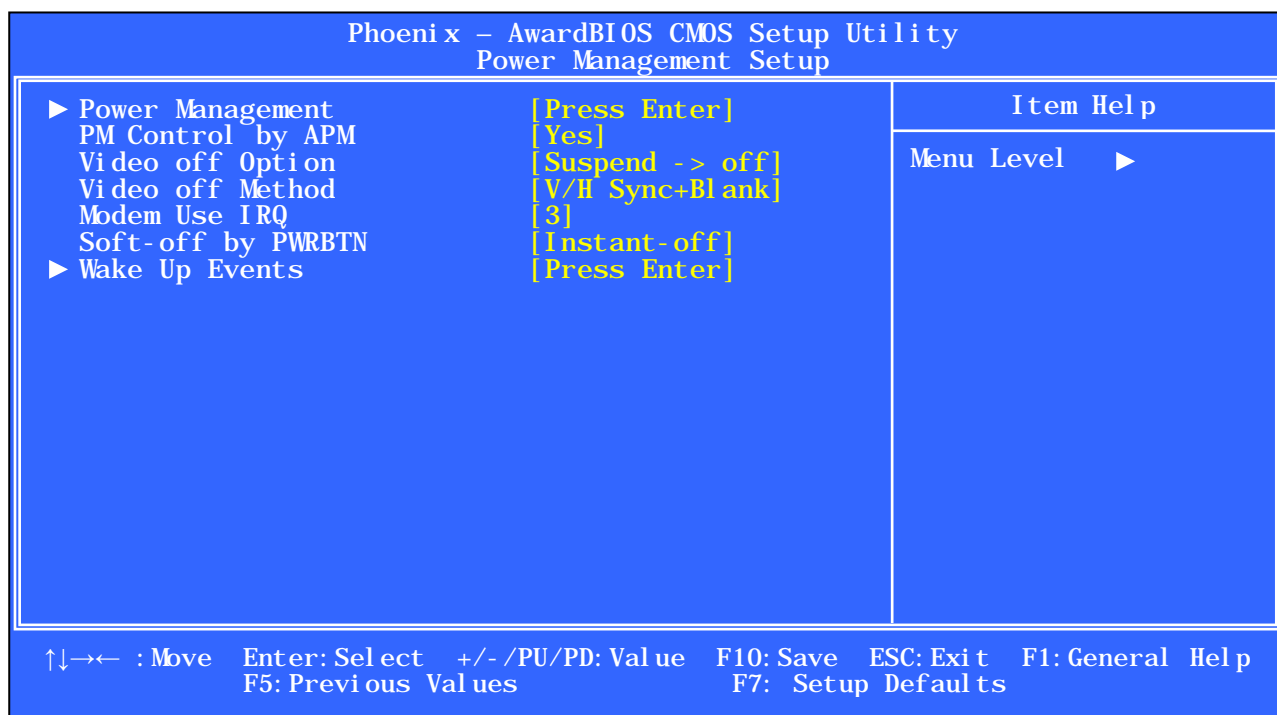 Phoenix – AwardBIOS CMOS Setup Utility
Power Management Setup
▶ Power Management [Press Enter]
PM Control by APM [Yes]
Video off Option [Suspend -> off]
Video off Method [V/H Sync+Blank]
Modem Use IRQ [3]
Soft-off by PWRBTN [Instant-off]
▶ Wake Up Events [Press Enter]
Item Help
Menu Level ▶
↑↓→← :Move Enter:Select +/-/PU/PD:Value F10:Save ESC:Exit F1:General Help
F5:Previous Values F7: Setup Defaults